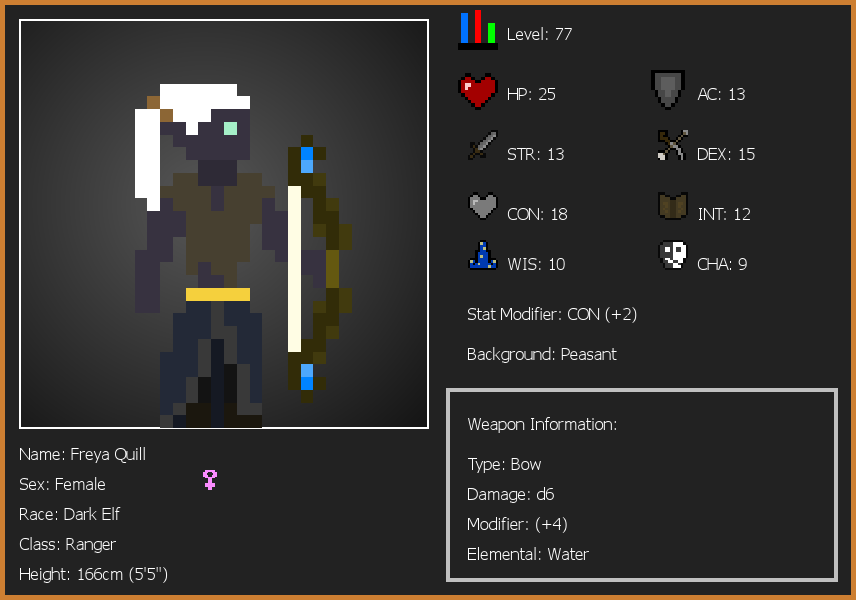 Level: 77
HP: 25
AC: 13
STR: 13
DEX: 15
CON: 18
INT: 12
WIS: 10
CHA: 9
Stat Modifier: CON (+2)
Background: Peasant
Weapon Information:
Type: Bow
Damage: d6
Modifier: (+4)
Elemental: Water
Name: Freya Quill
Sex: Female
Race: Dark Elf
Class: Ranger
Height: 166cm (5'5")